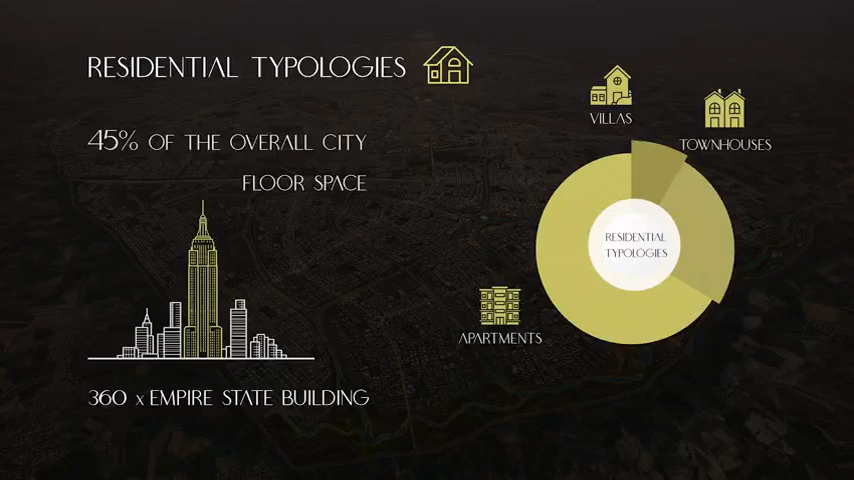 RESIDENTIAL TYPOLOGIES
45% OF THE OVERALL CITY
FLOOR SPACE
360 x EMPIRE STATE BUILDING
VILLAS
TOWNHOUSES
RESIDENTIAL
TYPOLOGIES
APARTMENTS